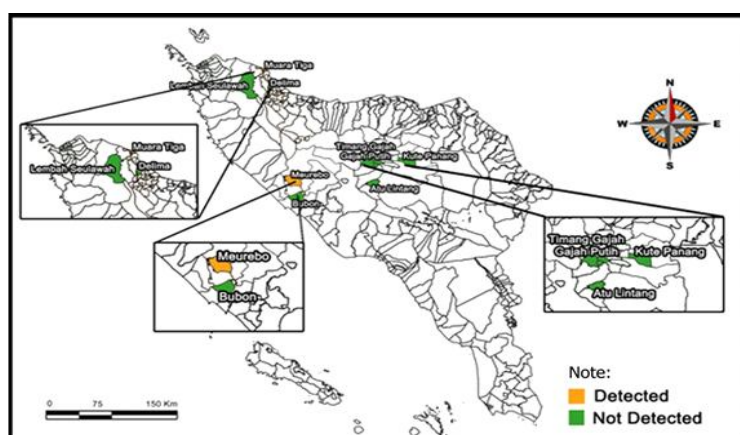 Muara Tiga
Lembah Seulawah
Delima
N
W
E
S
Timang Gajah
Gajah Putih
Kute Panang
Meurebo
Atu Lintang
Bubon
Muara Tiga
Lembah Seulawah
Delima
Meurebo
Bubon
Timang Gajah
Gajah Putih
Kute Panang
Atu Lintang
Note:
Detected
Not Detected
0 75 150 Km